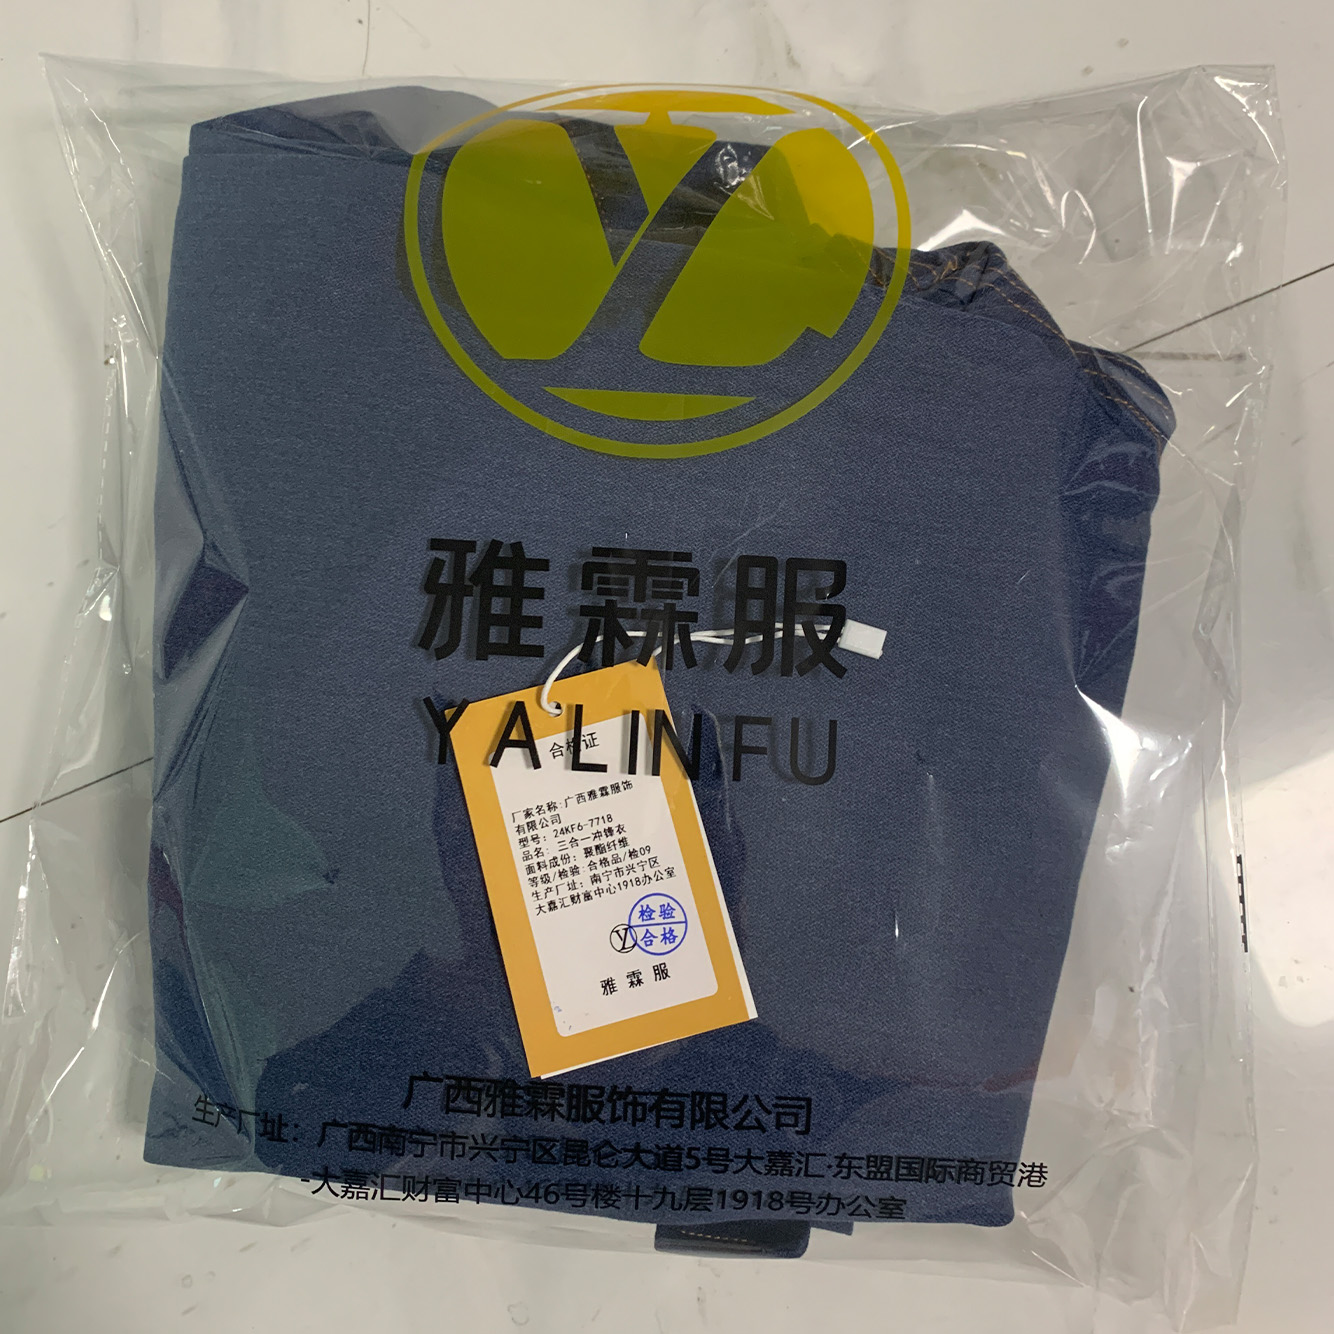 雅霖服
YA LIN FU
合格证
厂家名称:广西雅霖服饰
有限公司
型号: 24KF6-7718
品名: 三合一冲锋衣
面料成份: 聚酯纤维
等级/检验:合格品/检09
生产厂址: 南宁市兴宁区
大嘉汇财富中心1918办公室
检验
合格
雅霖服
广西雅霖服饰有限公司
生产厂址: 广西南宁市兴宁区昆仑大道5号大嘉汇·东盟国际商贸港
-大嘉汇财富中心46号楼十九层1918号办公室